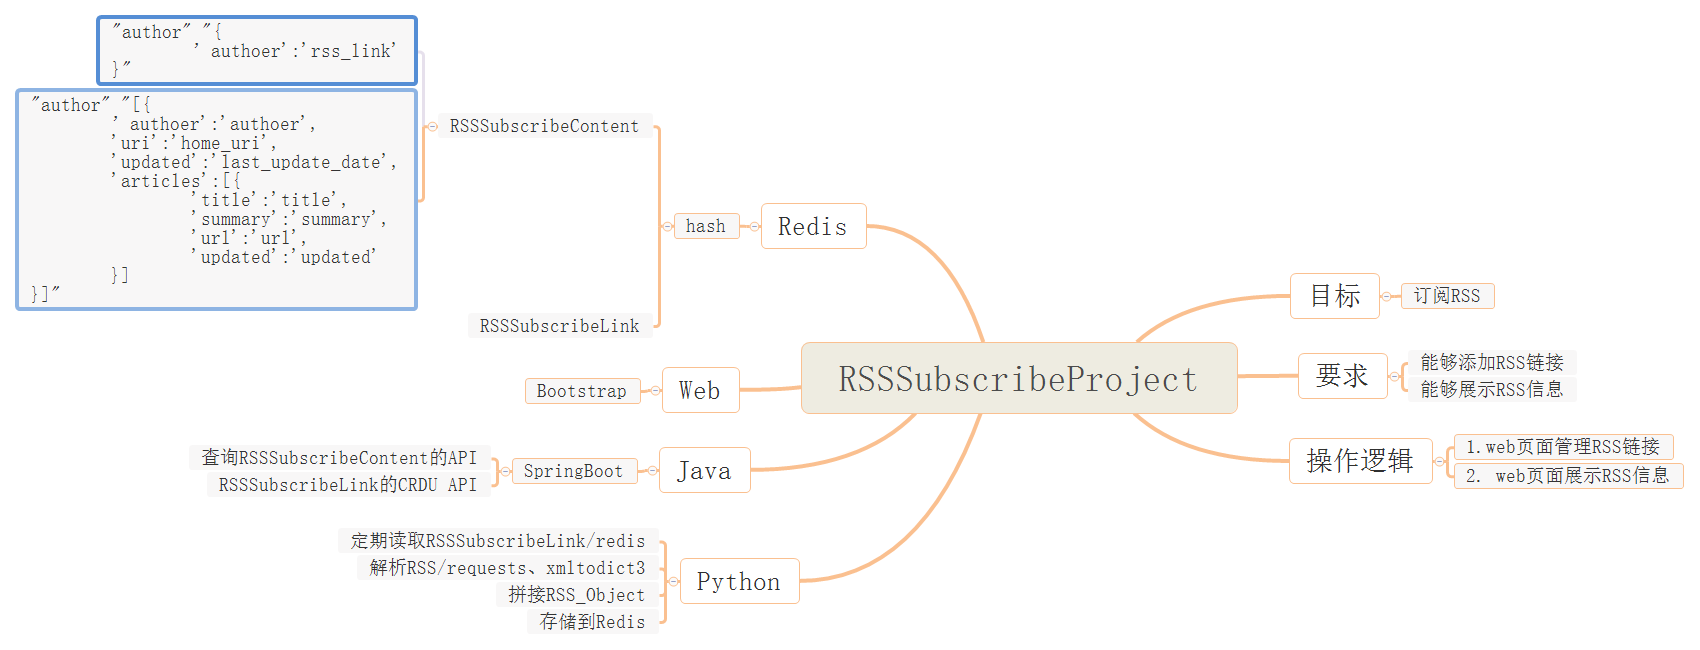 "author" "{
' authoer':'rss_link'
}"
"author" "[{
' authoer':'authoer',
'uri':'home_uri',
'updated':'last_update_date',
'articles':[{
'title':'title',
'summary':'summary',
'url':'url',
'updated':'updated'
}]
}]"
RSSSubscribeContent
hash
Redis
RSSSubscribeLink
Bootstrap
Web
查询RSSSubscribeContent的API
RSSSubscribeLink的CRDU API
SpringBoot
Java
定期读取RSSSubscribeLink/redis
解析RSS/requests、xmltodict3
拼接RSS_Object
存储到Redis
Python
RSSSubscribeProject
目标
订阅RSS
要求
能够添加RSS链接
能够展示RSS信息
操作逻辑
1.web页面管理RSS链接
2. web页面展示RSS信息